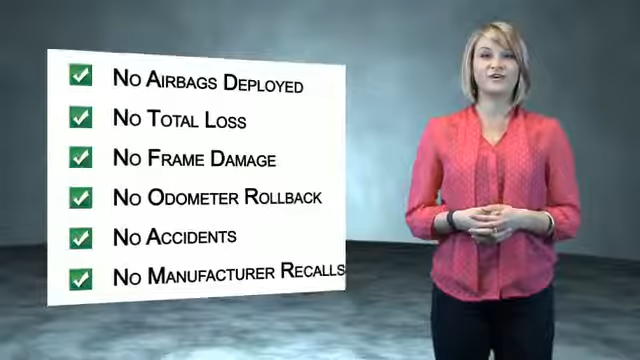 No Airbags Deployed
No Total Loss
No Frame Damage
No Odometer Rollback
No Accidents
No Manufacturer Recalls